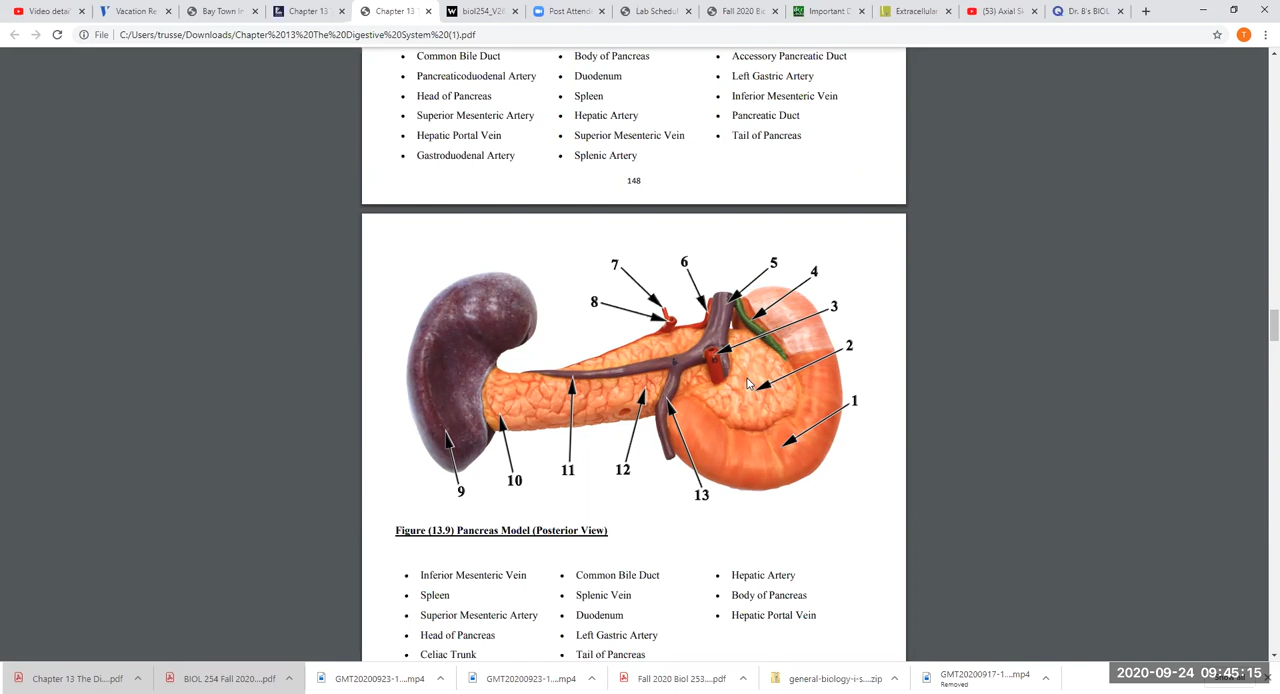 Video detai
Vacation Re
Bay Town In
Chapter 13
Chapter 13 T
biol254_V28
Post Attend
Lab Schedul
Fall 2020 Bi
Important D
Extracellular
(53) Axial Sk
Dr. B's BIOL
File C:/Users/trusse/Downloads/Chapter%2013%20The%20Digestive%20System%20(1).pdf
T
Common Bile Duct Body of Pancreas Accessory Pancreatic Duct
Pancreaticoduodenal Artery Duodenum Left Gastric Artery
Head of Pancreas Spleen Inferior Mesenteric Vein
Superior Mesenteric Artery Hepatic Artery Pancreatic Duct
Hepatic Portal Vein Superior Mesenteric Vein Tail of Pancreas
Gastroduodenal Artery Splenic Artery
148
7
6
5
4
8
3
2
1
11
12
10
9
13
Figure (13.9) Pancreas Model (Posterior View)
Inferior Mesenteric Vein Common Bile Duct Hepatic Artery
Spleen Splenic Vein Body of Pancreas
Superior Mesenteric Artery Duodenum Hepatic Portal Vein
Head of Pancreas Left Gastric Artery
Celiac Trunk Tail of Pancreas
Chapter 13 The Di....pdf
BIOL 254 Fall 2020....pdf
GMT20200923-1....mp4
GMT20200923-1....mp4
Fall 2020 Biol 253....pdf
general-biology-i-s....zip
GMT20200917-1....mp4
Removed
2020-09-24 09:45:15